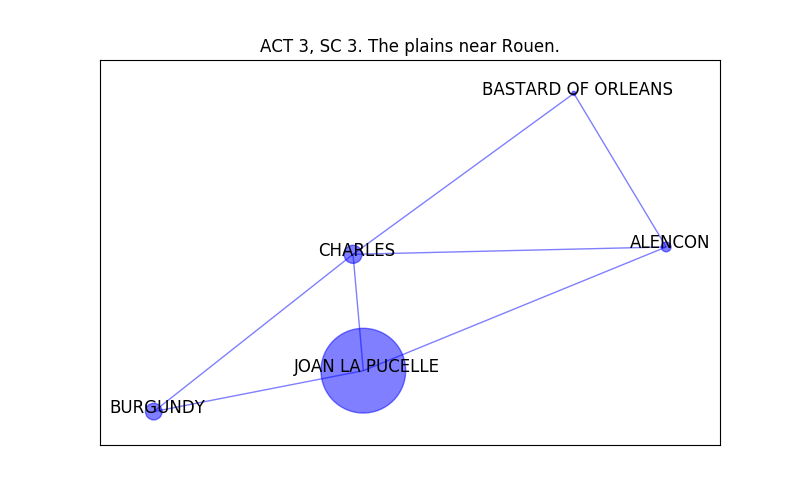 ACT 3, SC 3. The plains near Rouen.
BASTARD OF ORLEANS
ALENCON
CHARLES
JOAN LA PUCELLE
BURGUNDY